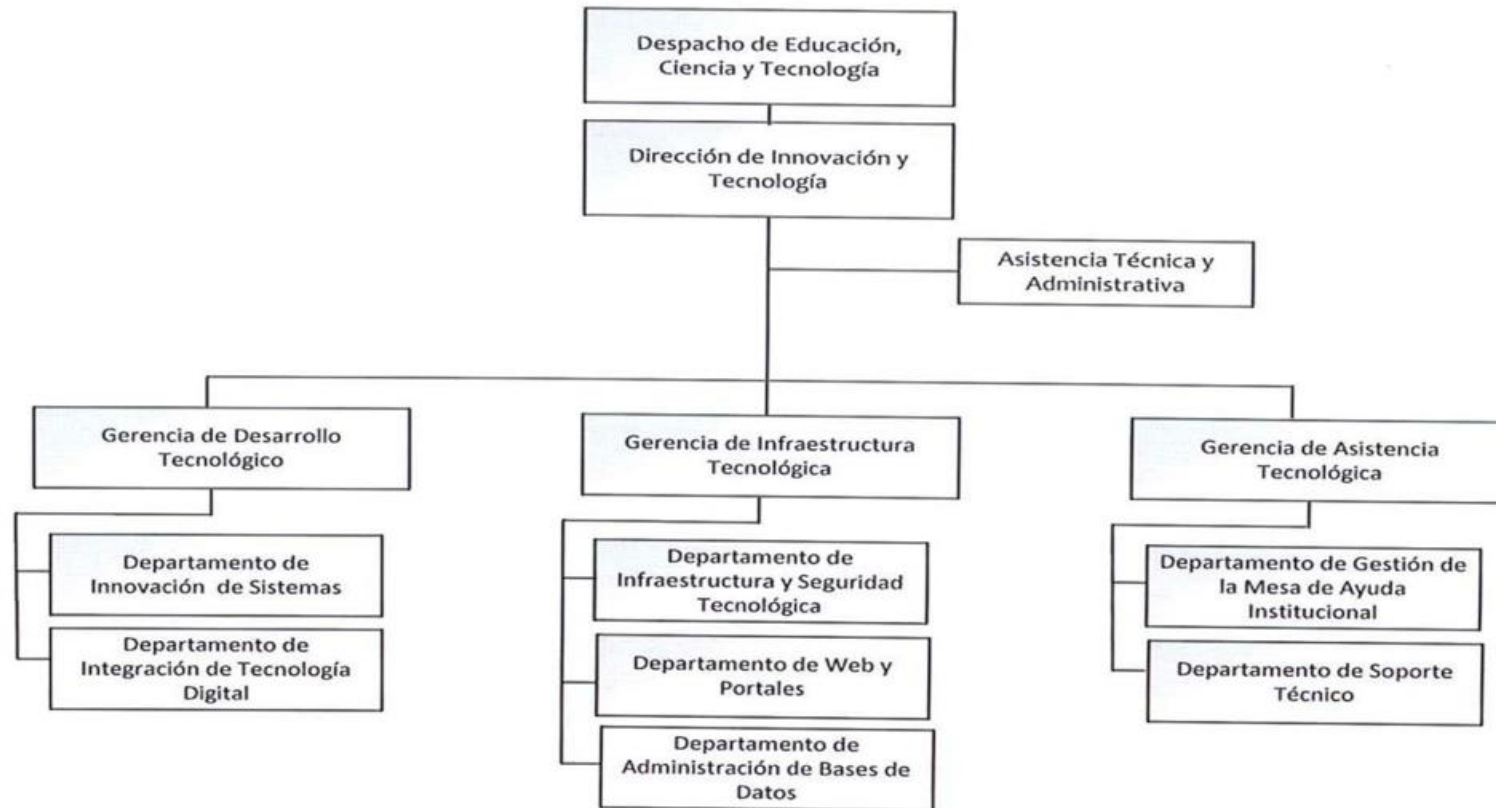 Despacho de Educación,
Ciencia y Tecnología
Dirección de Innovación y
Tecnología
Asistencia Técnica y
Administrativa
Gerencia de Desarrollo
Tecnológico
Gerencia de Infraestructura
Tecnológica
Gerencia de Asistencia
Tecnológica
Departamento de
Innovación de Sistemas
Departamento de
Integración de Tecnología
Digital
Departamento de
Infraestructura y Seguridad
Tecnológica
Departamento de Web y
Portales
Departamento de
Administración de Bases de
Datos
Departamento de Gestión de
la Mesa de Ayuda
Institucional
Departamento de Soporte
Técnico